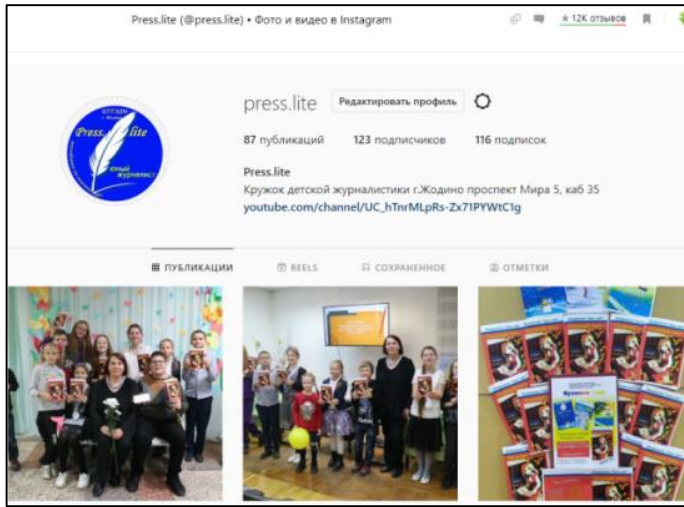 Press.lite (@press.lite) • Фото и видео в Instagram
★ 12K отзывов
press.lite Редактировать профиль
87 публикаций 123 подписчиков 116 подписок
Press.lite
Кружок детской журналистики г.Жодино проспект Мира 5, каб 35
youtube.com/channel/UC_hTnrMLpRs-Zx71PYWtC1g
Press. lite
юный
журналист
ПУБЛИКАЦИИ REELS СОХРАНЕННОЕ ОТМЕТКИ